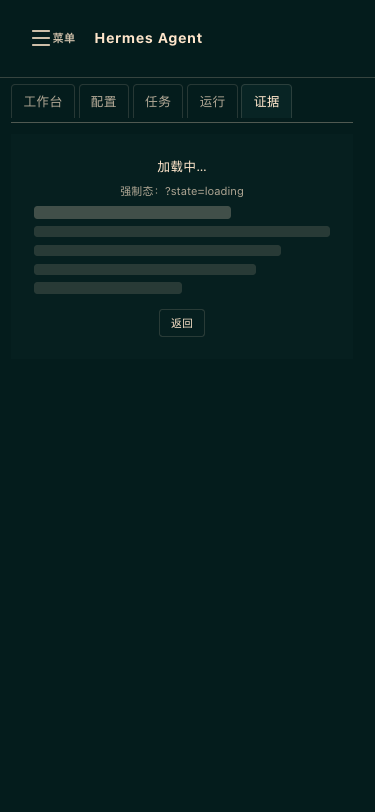 菜单 Hermes Agent
工作台 配置 任务 运行 证据
加载中...
强制态：?state=loading
返回